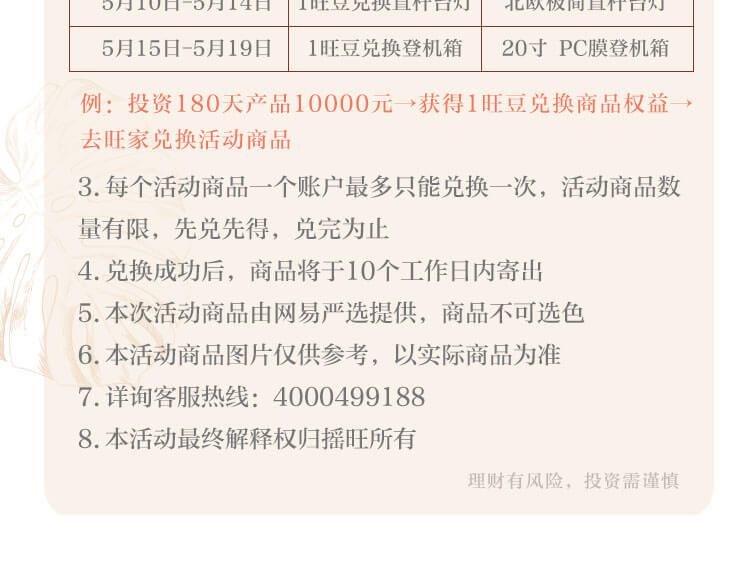 5月10日-5月14日 1旺豆兑换直杆台灯 北欧极简直杆台灯
5月15日-5月19日 1旺豆兑换登机箱 20寸 PC膜登机箱
例：投资180天产品10000元→获得1旺豆兑换商品权益→
去旺家兑换活动商品
3. 每个活动商品一个账户最多只能兑换一次，活动商品数
量有限，先兑先得，兑完为止
4. 兑换成功后，商品将于10个工作日内寄出
5. 本次活动商品由网易严选提供，商品不可选色
6. 本活动商品图片仅供参考，以实际商品为准
7. 详询客服热线：4000499188
8. 本活动最终解释权归摇旺所有
理财有风险，投资需谨慎